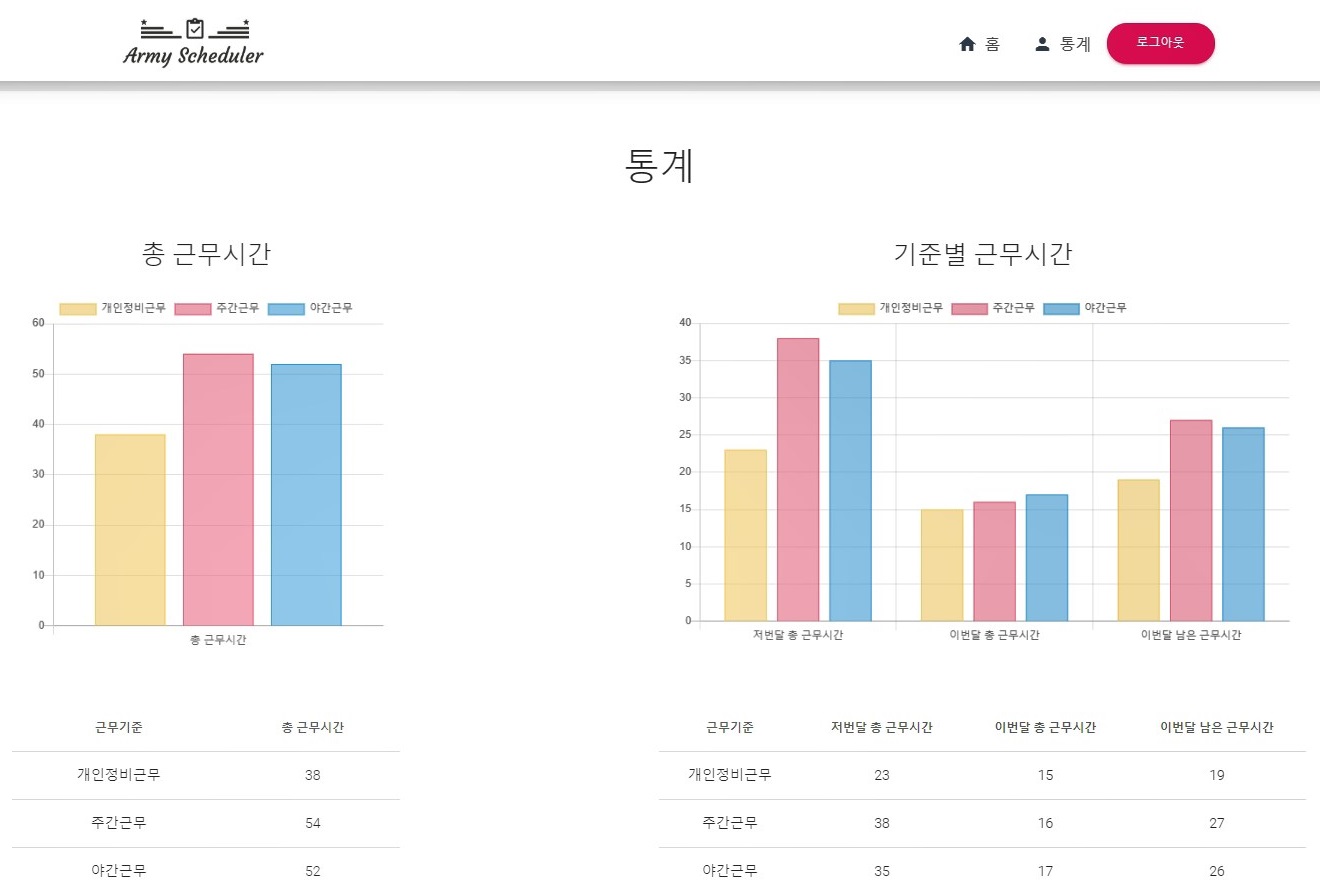 Army Scheduler
홈 통계 로그아웃
통계
총 근무시간
개인정비근무 주간근무 야간근무
60
50
40
30
20
10
0
총 근무시간
근무기준 총 근무시간
개인정비근무 38
주간근무 54
야간근무 52
기준별 근무시간
개인정비근무 주간근무 야간근무
40
35
30
25
20
15
10
5
0
저번달 총 근무시간 이번달 총 근무시간 이번달 남은 근무시간
근무기준 저번달 총 근무시간 이번달 총 근무시간 이번달 남은 근무시간
개인정비근무 23 15 19
주간근무 38 16 27
야간근무 35 17 26